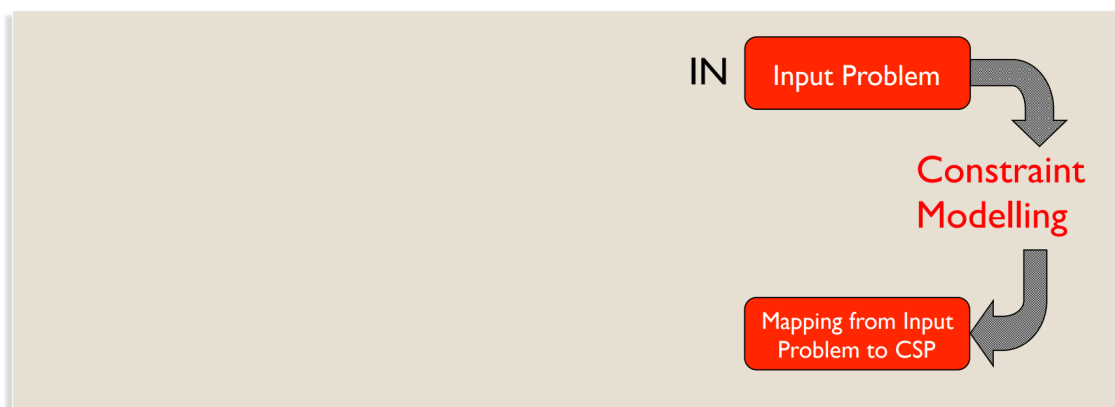 IN
Input Problem
Constraint
Modelling
Mapping from Input
Problem to CSP